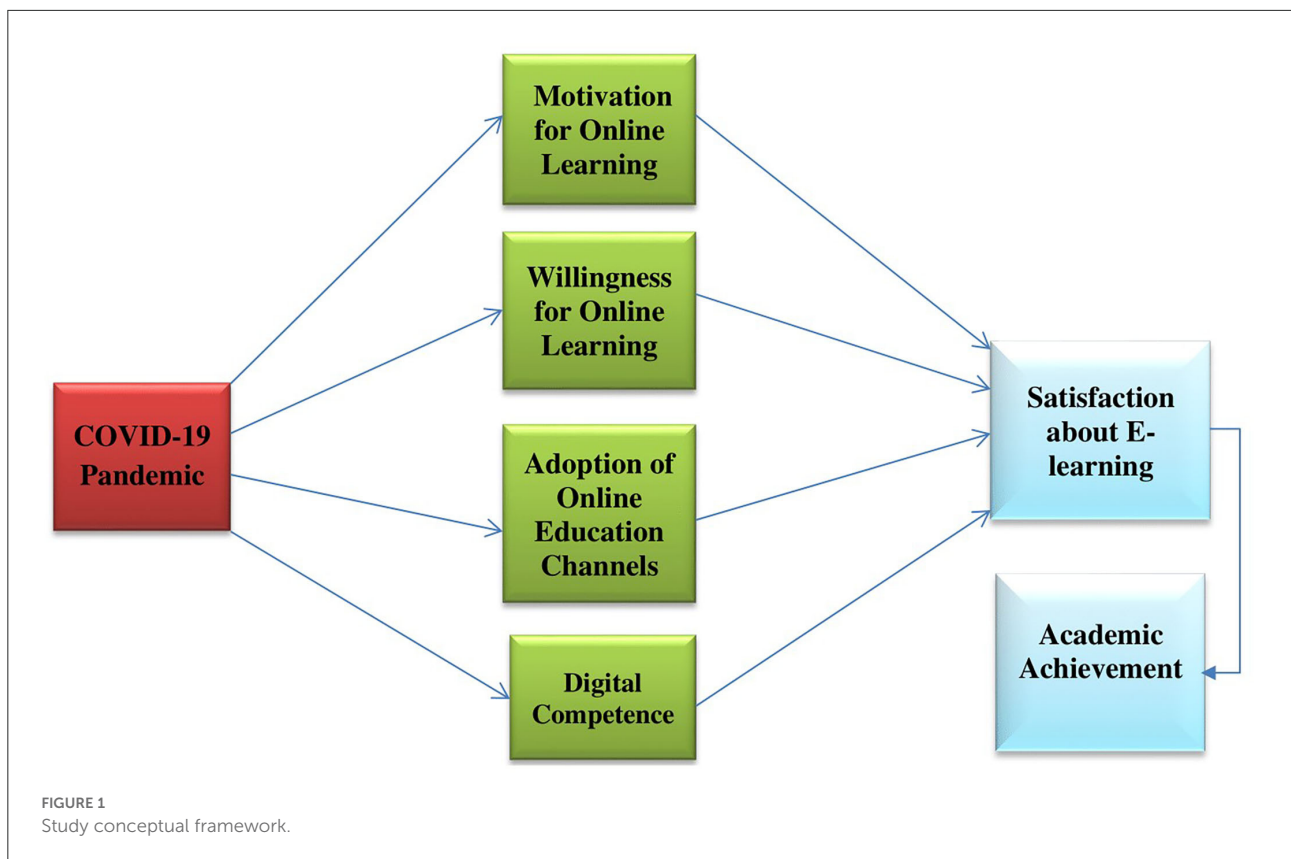 Motivation
for Online
Learning
Willingness
for Online
Learning
COVID-19
Pandemic
Adoption of
Online
Education
Channels
Digital
Competence
Satisfaction
about E-
learning
Academic
Achievement
FIGURE 1
Study conceptual framework.